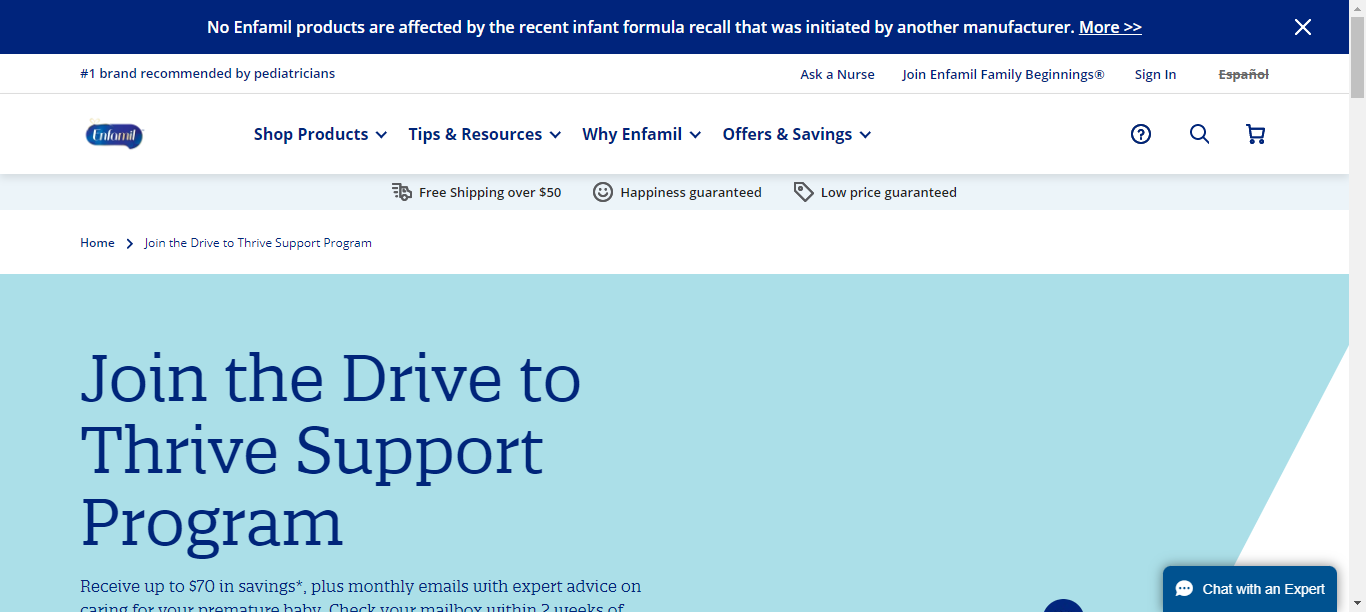 No Enfamil products are affected by the recent infant formula recall that was initiated by another manufacturer. More >>
#1 brand recommended by pediatricians
Ask a Nurse Join Enfamil Family Beginnings® Sign In Español
Enfamil
Shop Products Tips & Resources Why Enfamil Offers & Savings
Free Shipping over $50 Happiness guaranteed Low price guaranteed
Home Join the Drive to Thrive Support Program
Join the Drive to
Thrive Support
Program
Receive up to $70 in savings*, plus monthly emails with expert advice on
caring for your premature baby. Check your mailbox within 2 weeks of
Chat with an Expert